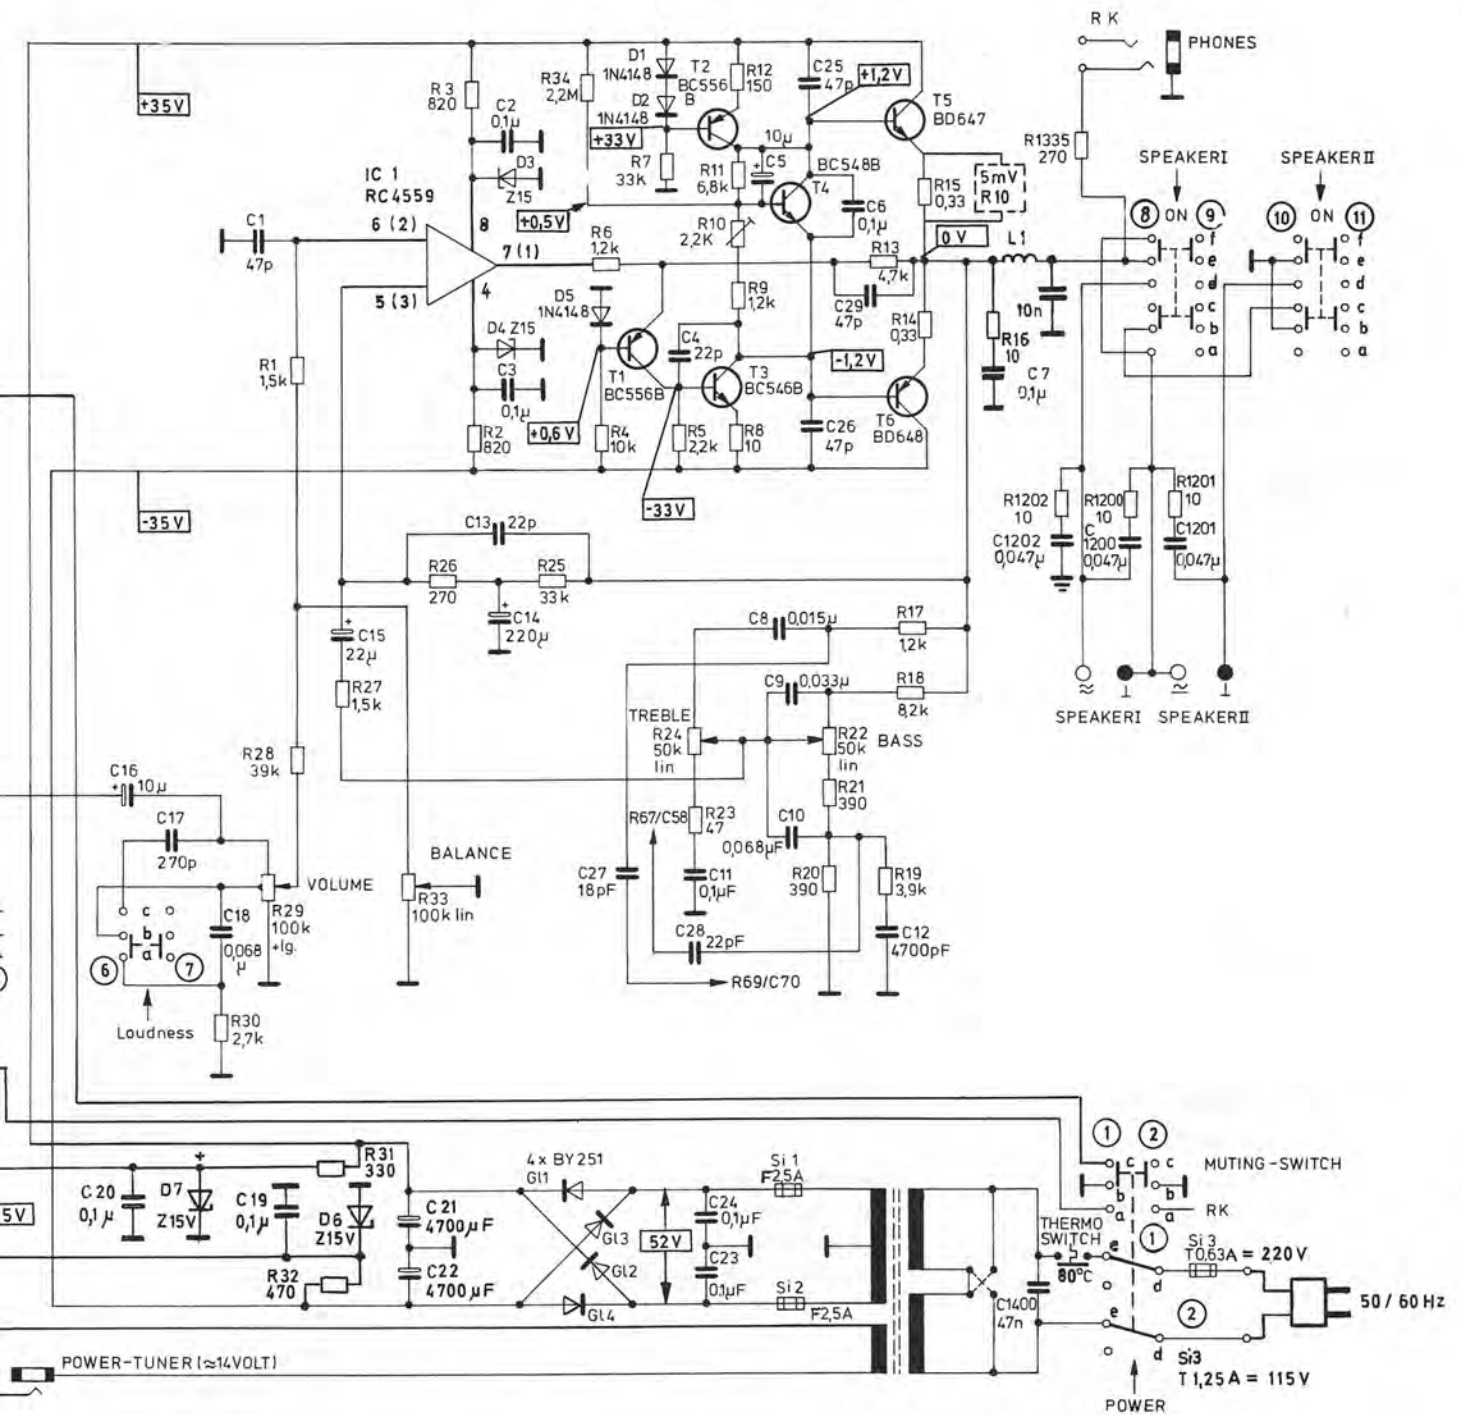 R K
PHONES
+35V
R3
820
C2
0,1µ
D3
Z15
R34
2,2M
D1
1N4148
D2
1N4148
+33V
T2
BC556
B
R12
150
C25
47p
+1,2V
T5
BD647
R7
33k
R11
6,8k
10µ
C5
BC548B
T4
C6
0,1µ
5mV
R10
R15
0,33
R1335
270
SPEAKER I
SPEAKER II
8 ON 9
10 ON 11
f
e
d
c
b
a
f
e
d
c
b
a
IC 1
RC4559
6 (2)
8
7 (1)
5 (3)
4
C1
47p
+0,5V
R6
1,2k
R10
2,2K
R13
4,7k
0 V
L1
10n
D5
1N4148
R9
1,2k
C29
47p
R14
0,33
R16
10
C7
0,1µ
D4 Z15
C3
0,1µ
R2
820
T1
BC556B
C4
22p
T3
BC546B
-1,2V
T6
BD648
C26
47p
+0,6V
R4
10k
R5
2,2k
R8
10
-33V
R1
1,5k
-35V
R1202
10
C1202
0,047µ
R1200
10
C
1200
0,047µ
R1201
10
C1201
0,047µ
C13 22p
R26
270
R25
33k
C14
220µ
C15
22µ
R27
1,5k
≈ ⊥ ≈ ⊥
SPEAKER I SPEAKER II
C8 0,015µ
R17
1,2k
C9 0,033µ
R18
8,2k
TREBLE
R24
50k
lin
R22
50k
lin
BASS
R28
39k
C16
10µ
C17
270p
R21
390
R67/C58
R23
47
C10
0,068µF
C27
18pF
C11
0,1µF
R20
390
R19
3,9k
C28
22pF
C12
4700pF
R69/C70
BALANCE
R33
100k lin
VOLUME
R29
100k
+lg.
C18
0,068
µ
c
b
a
6 7
Loudness
R30
2,7k
5V
C20
0,1µ
D7
Z15V
C19
0,1µ
R31
330
D6
Z15V
R32
470
C21
4700µF
C22
4700µF
4x BY251
Gl1
Gl3
Gl2
Gl4
52V
Si 1
F2,5A
C24
0,1µF
C23
0,1µF
Si 2
F2,5A
1 2
c c
b b
a a
MUTING-SWITCH
RK
THERMO
SWITCH
80°C
C1400
47n
1
e
d
Si 3
T0,63A = 220V
2
e
d
Si3
T 1,25A = 115V
50 / 60 Hz
POWER
POWER-TUNER (≈14VOLT)